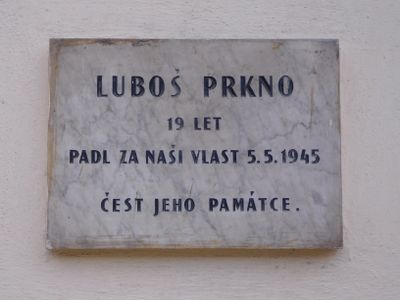 LUBOŠ PRKNO
19 LET
PADL ZA NAŠI VLAST 5.5.1945
ČEST JEHO PAMÁTCE.